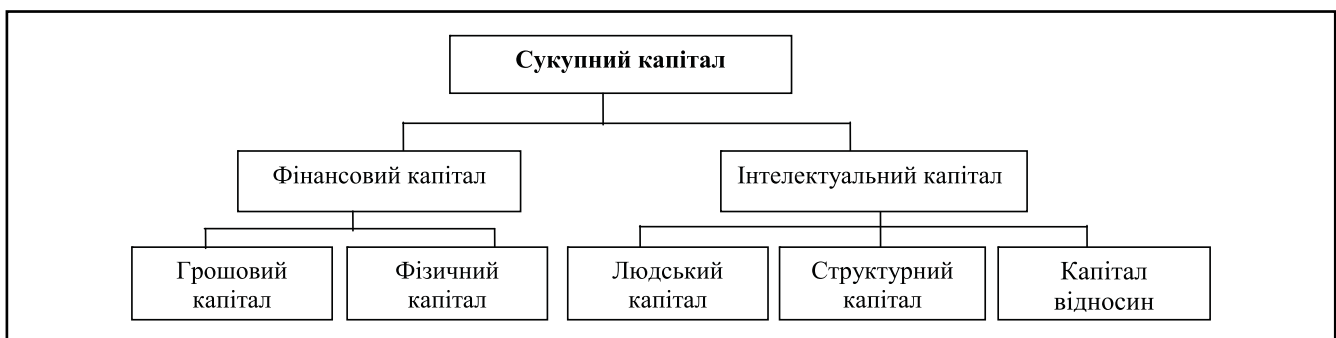 Сукупний капітал
Фінансовий капітал
Інтелектуальний капітал
Грошовий
капітал
Фізичний
капітал
Людський
капітал
Структурний
капітал
Капітал
відносин